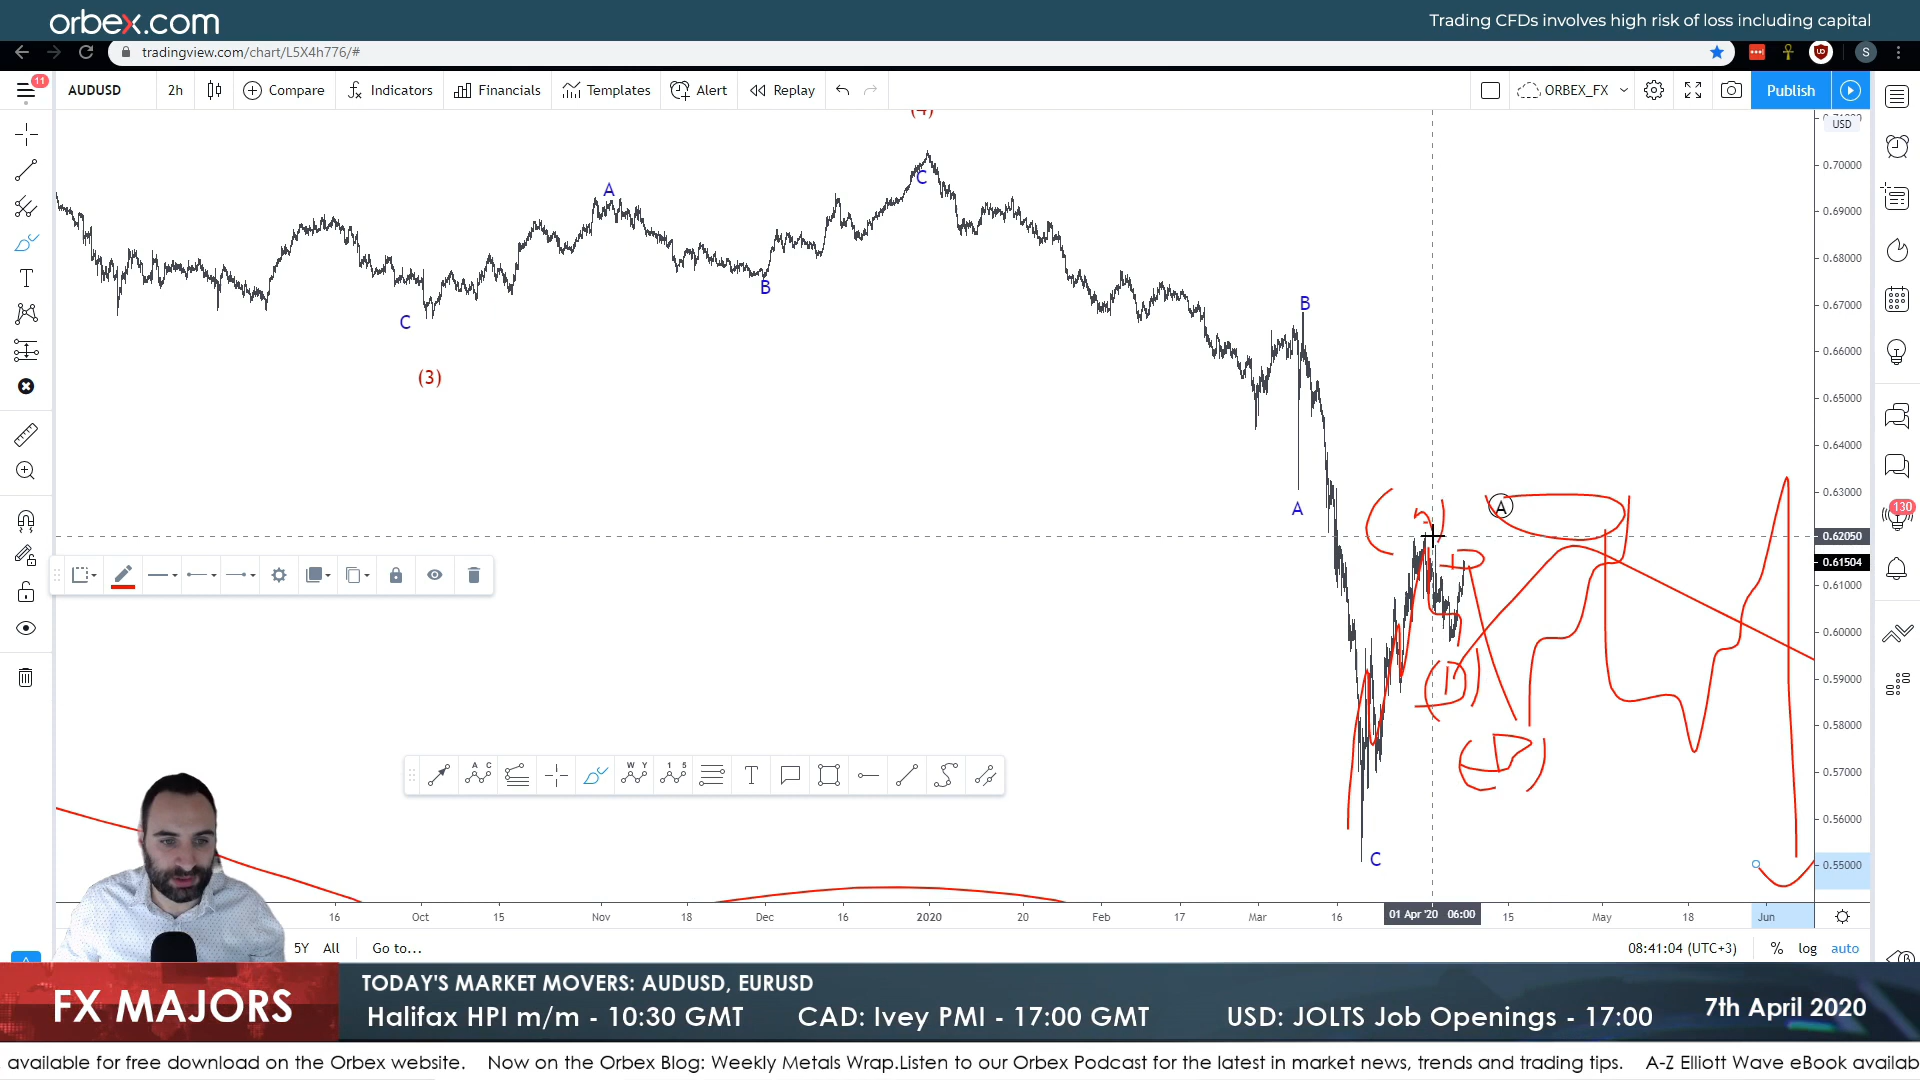 orbex.com
Trading CFDs involves high risk of loss including capital
tradingview.com/chart/L5X4h776/#
S
11
AUDUSD
2h
Compare
Indicators
Financials
Templates
Alert
Replay
ORBEX_FX
Publish
(4)
USD
0.70000
0.69000
0.68000
0.67000
0.66000
0.65000
0.64000
0.63000
0.62050
0.61504
0.61000
0.60000
0.59000
0.58000
0.57000
0.56000
0.55000
A
C
B
C
(3)
B
A
A
C
130
A C
W Y
1 5
T
16
Oct
15
Nov
18
Dec
16
2020
20
Feb
17
Mar
16
01 Apr '20 06:00
15
May
18
Jun
5Y
All
Go to...
08:41:04 (UTC+3)
%
log
auto
FX MAJORS
TODAY'S MARKET MOVERS: AUDUSD, EURUSD
Halifax HPI m/m - 10:30 GMT CAD: Ivey PMI - 17:00 GMT USD: JOLTS Job Openings - 17:00
7th April 2020
available for free download on the Orbex website. Now on the Orbex Blog: Weekly Metals Wrap.Listen to our Orbex Podcast for the latest in market news, trends and trading tips. A-Z Elliott Wave eBook availab